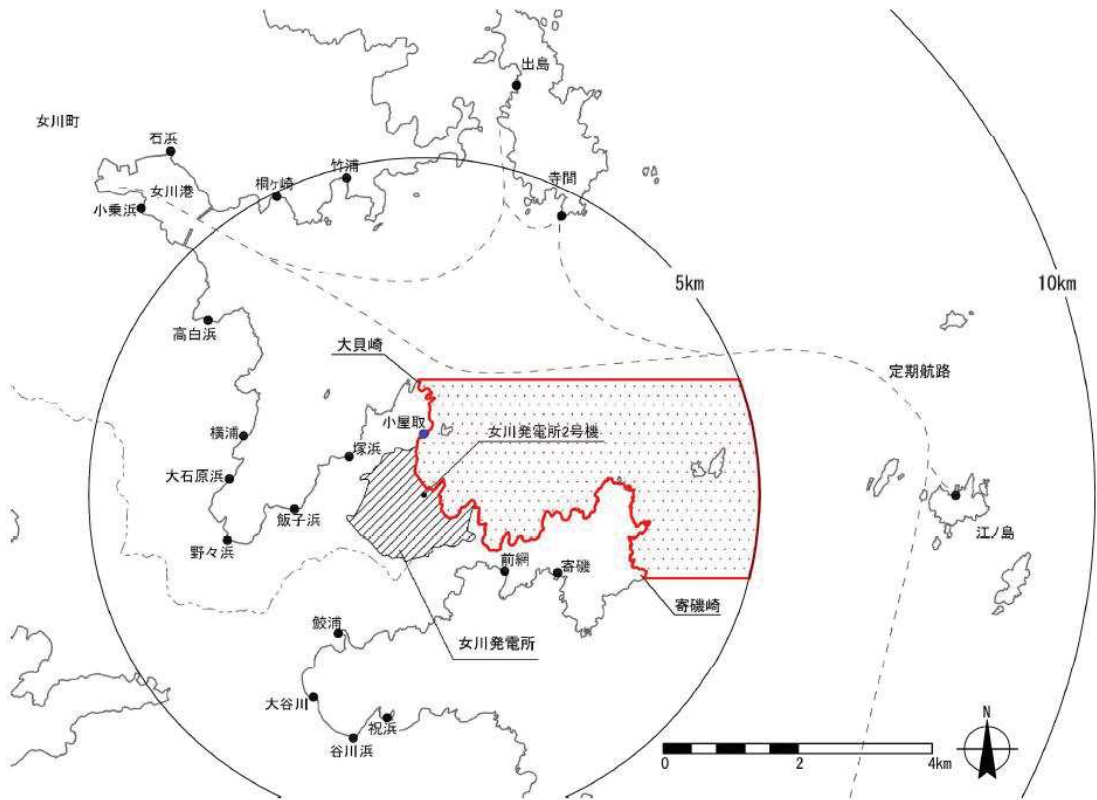 出島
女川町
石浜
竹浦
桐ケ崎
寺間
女川港
小乗浜
5km
10km
高白浜
大貝崎
定期航路
小屋取
女川発電所2号機
横浦
塚浜
大石原浜
飯子浜
江ノ島
野々浜
前網
寄磯
寄磯崎
鮫浦
女川発電所
大谷川
祝浜
谷川浜
N
0 2 4km